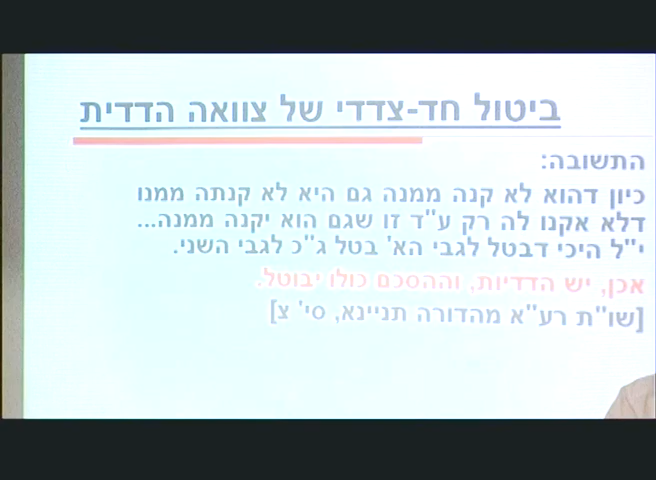 ביטול חד-צדדי של צוואה הדדית
התשובה:
כיון דהוא לא קנה ממנה גם היא לא קנתה ממנו
דלא אקנו לה רק ע"ד זו שגם הוא יקנה ממנה...
י"ל היכי דבטל לגבי הא' בטל ג"כ לגבי השני.
אכן, יש הדדיות, וההסכם כולו יבוטל.
[שו"ת רע"א מהדורה תניינא, סי' צ]